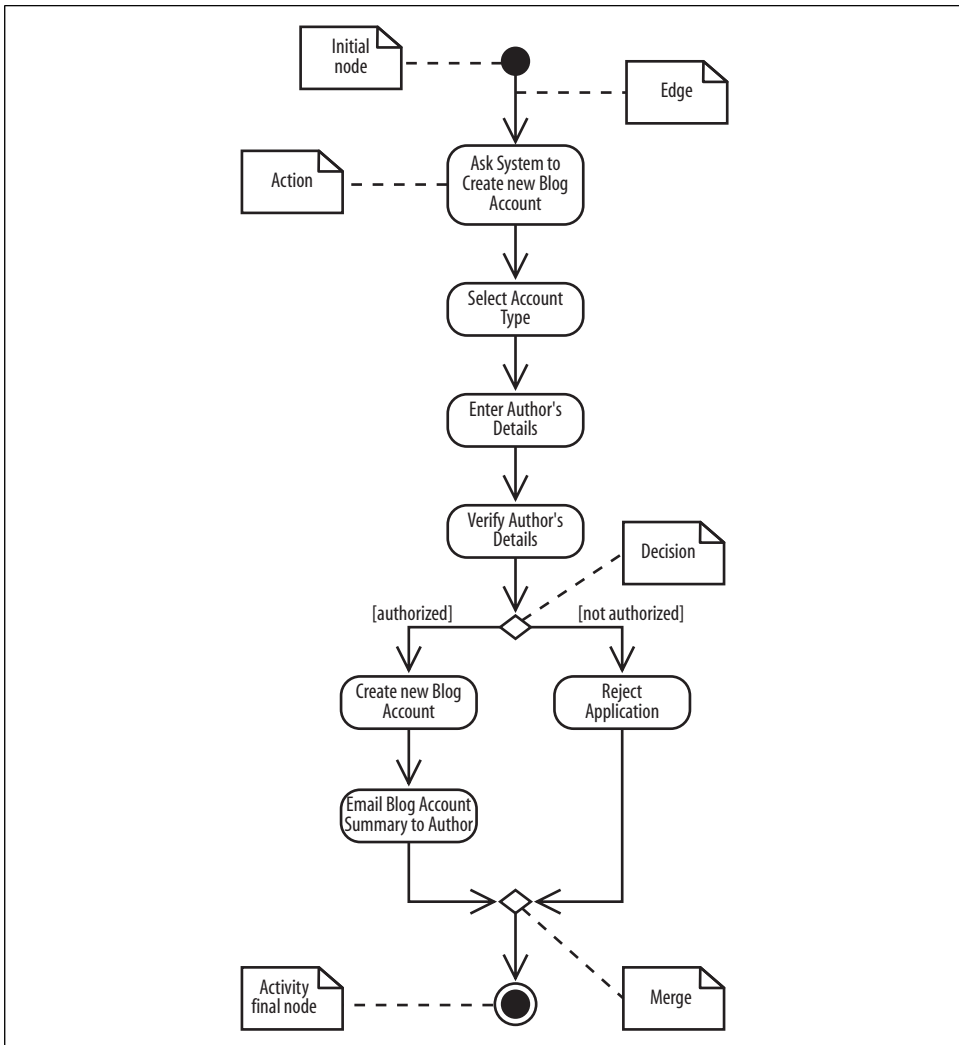 Initial
node
Edge
Action
Ask System to
Create new Blog
Account
Select Account
Type
Enter Author's
Details
Verify Author's
Details
Decision
[authorized]
[not authorized]
Create new Blog
Account
Reject
Application
Email Blog Account
Summary to Author
Activity
final node
Merge